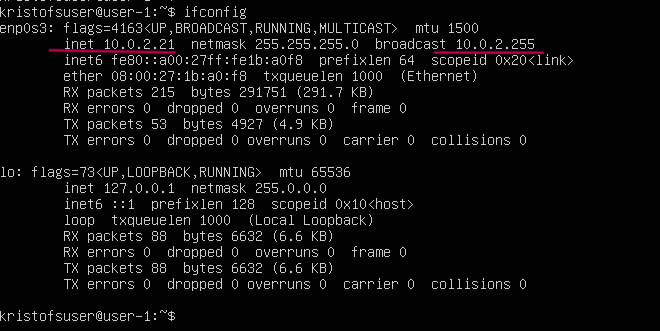 kristofsuser@user-1:~$ ifconfig
enp0s3: flags=4163<UP,BROADCAST,RUNNING,MULTICAST>  mtu 1500
        inet 10.0.2.21  netmask 255.255.255.0  broadcast 10.0.2.255
        inet6 fe80::a00:27ff:fe1b:a0f8  prefixlen 64  scopeid 0x20<link>
        ether 08:00:27:1b:a0:f8  txqueuelen 1000  (Ethernet)
        RX packets 215  bytes 291751 (291.7 KB)
        RX errors 0  dropped 0  overruns 0  frame 0
        TX packets 53  bytes 4927 (4.9 KB)
        TX errors 0  dropped 0 overruns 0  carrier 0  collisions 0

lo: flags=73<UP,LOOPBACK,RUNNING>  mtu 65536
        inet 127.0.0.1  netmask 255.0.0.0
        inet6 ::1  prefixlen 128  scopeid 0x10<host>
        loop  txqueuelen 1000  (Local Loopback)
        RX packets 88  bytes 6632 (6.6 KB)
        RX errors 0  dropped 0  overruns 0  frame 0
        TX packets 88  bytes 6632 (6.6 KB)
        TX errors 0  dropped 0 overruns 0  carrier 0  collisions 0

kristofsuser@user-1:~$